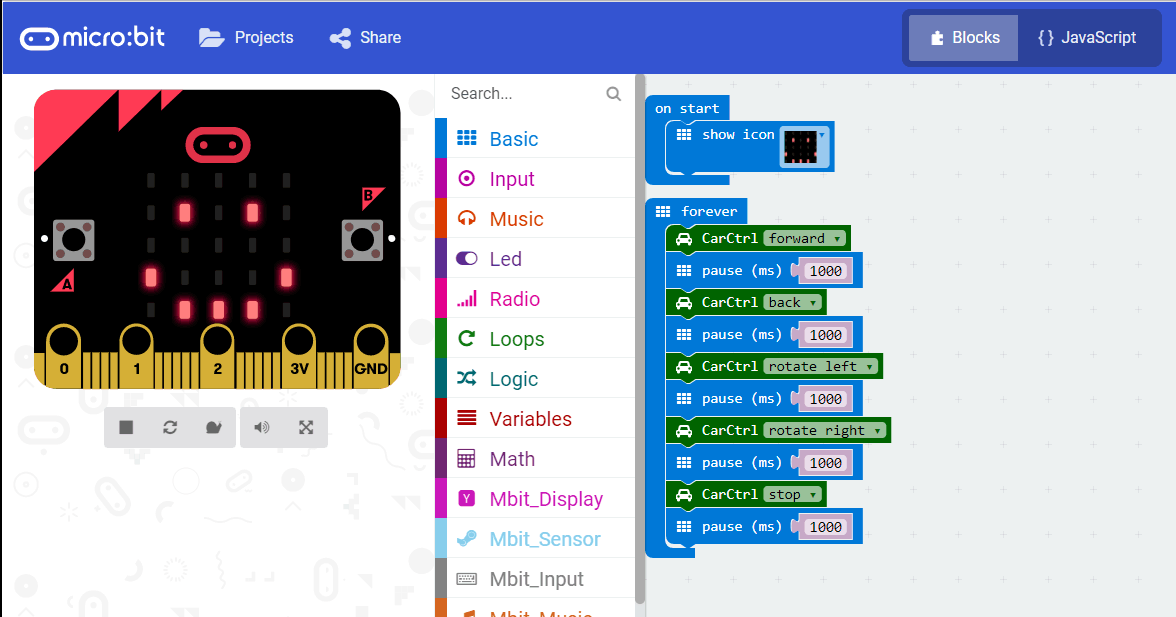 micro:bit Projects Share Blocks {} JavaScript
Search...
Basic
Input
Music
Led
Radio
Loops
Logic
Variables
Math
Mbit_Display
Mbit_Sensor
Mbit_Input
Mbit_Music
B
A
0 1 2 3V GND
on start
show icon
forever
CarCtrl forward
pause (ms) 1000
CarCtrl back
pause (ms) 1000
CarCtrl rotate left
pause (ms) 1000
CarCtrl rotate right
pause (ms) 1000
CarCtrl stop
pause (ms) 1000